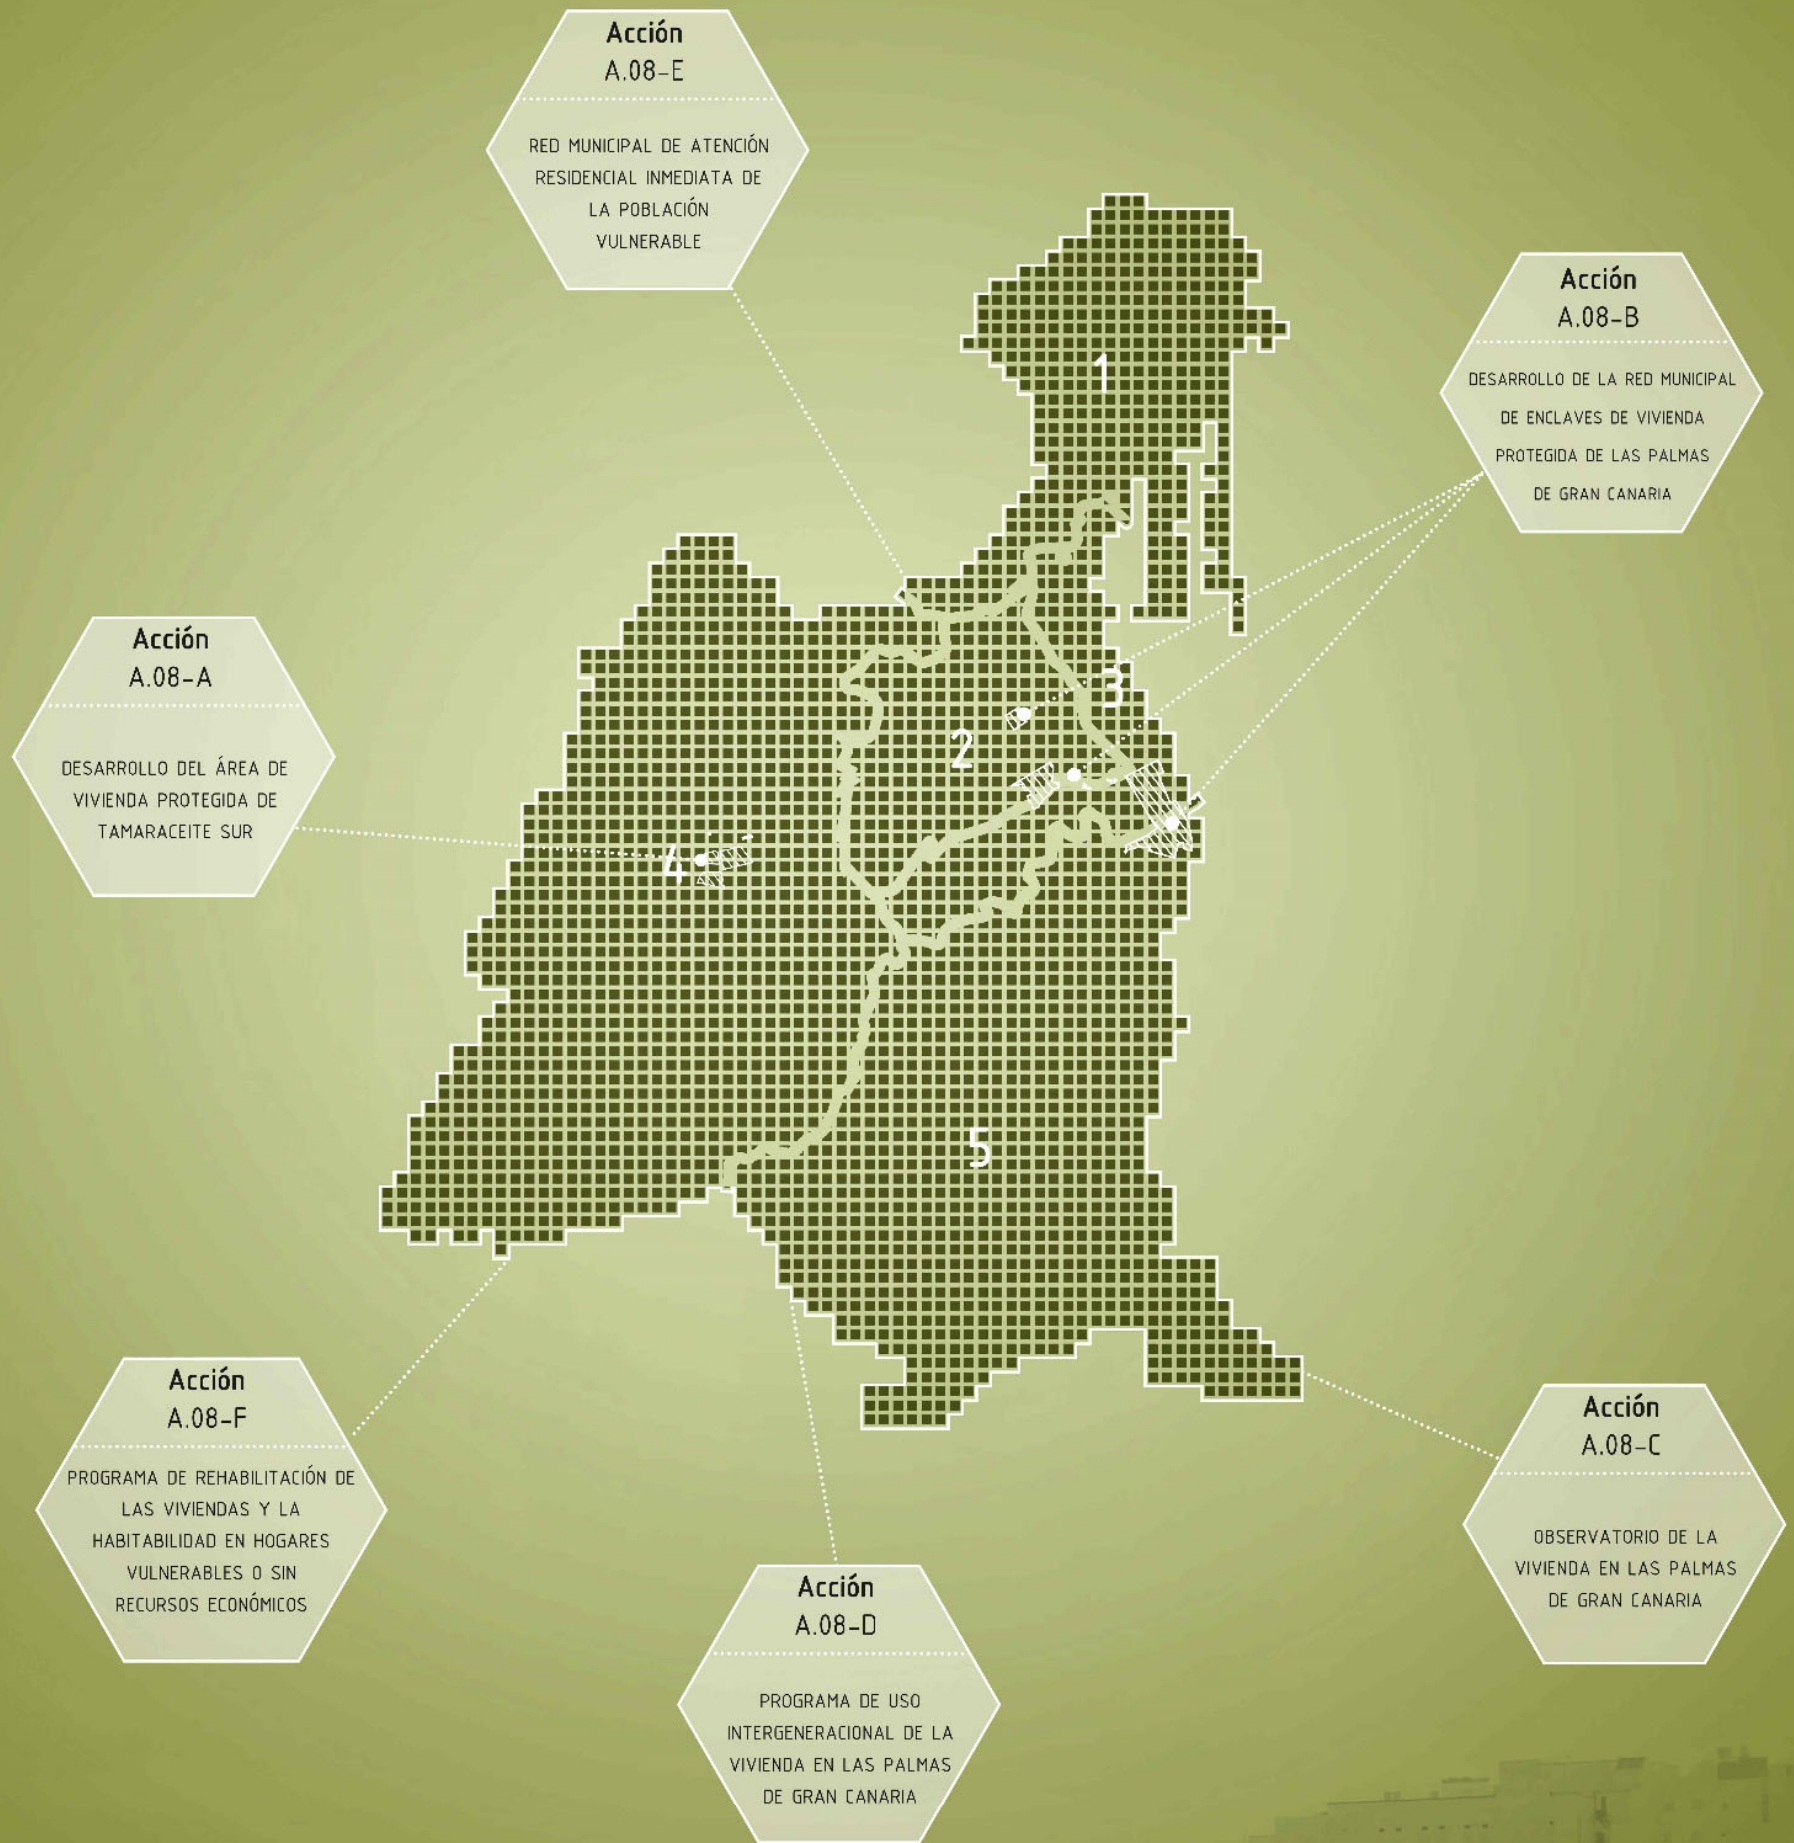 Acción
A.08-E
RED MUNICIPAL DE ATENCIÓN
RESIDENCIAL INMEDIATA DE
LA POBLACIÓN
VULNERABLE
Acción
A.08-B
DESARROLLO DE LA RED MUNICIPAL
DE ENCLAVES DE VIVIENDA
PROTEGIDA DE LAS PALMAS
DE GRAN CANARIA
1
Acción
A.08-A
DESARROLLO DEL ÁREA DE
VIVIENDA PROTEGIDA DE
TAMARACEITE SUR
3
2
4
5
Acción
A.08-F
PROGRAMA DE REHABILITACIÓN DE
LAS VIVIENDAS Y LA
HABITABILIDAD EN HOGARES
VULNERABLES O SIN
RECURSOS ECONÓMICOS
Acción
A.08-C
OBSERVATORIO DE LA
VIVIENDA EN LAS PALMAS
DE GRAN CANARIA
Acción
A.08-D
PROGRAMA DE USO
INTERGENERACIONAL DE LA
VIVIENDA EN LAS PALMAS
DE GRAN CANARIA